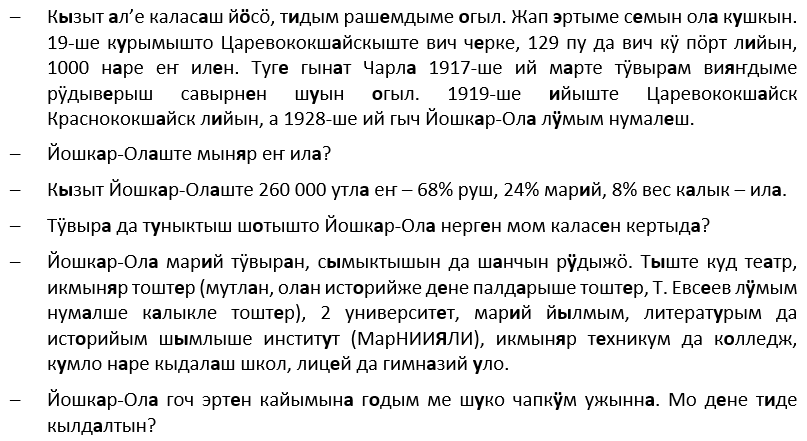 – Кызыт ал’е каласаш йӧсӧ, тидым рашемдыме огыл. Жап эртыме семын ола кушкын.
19-ше курымышто Царевококшайскыште вич черке, 129 пу да вич кӱ пӧрт лийын,
1000 наре еҥ илен. Туге гынат Чарла 1917-ше ий марте тӱвырам вияҥдыме
рӱдыверыш савырнен шуын огыл. 1919-ше ийыште Царевококшайск
Краснококшайск лийын, а 1928-ше ий гыч Йошкар-Ола лӱмым нумалеш.
– Йошкар-Олаште мыняр еҥ ила?
– Кызыт Йошкар-Олаште 260 000 утла еҥ – 68% руш, 24% марий, 8% вес калык – ила.
– Тӱвыра да туныктыш шотышто Йошкар-Ола нерген мом каласен кертыда?
– Йошкар-Ола марий тӱвыран, сымыктышын да шанчын рӱдыжӧ. Тыште куд театр,
икмыняр тоштер (мутлан, олан историйже дене палдарыше тоштер, Т. Евсеев лӱмым
нумалше калыкле тоштер), 2 университет, марий йылмым, литературым да
историйым шымлыше институт (МарНИИЯЛИ), икмыняр техникум да колледж,
кумло наре кыдалаш школ, лицей да гимназий уло.
– Йошкар-Ола гоч эртен кайымына годым ме шуко чапкӱм ужынна. Мо дене тиде
кылдалтын?